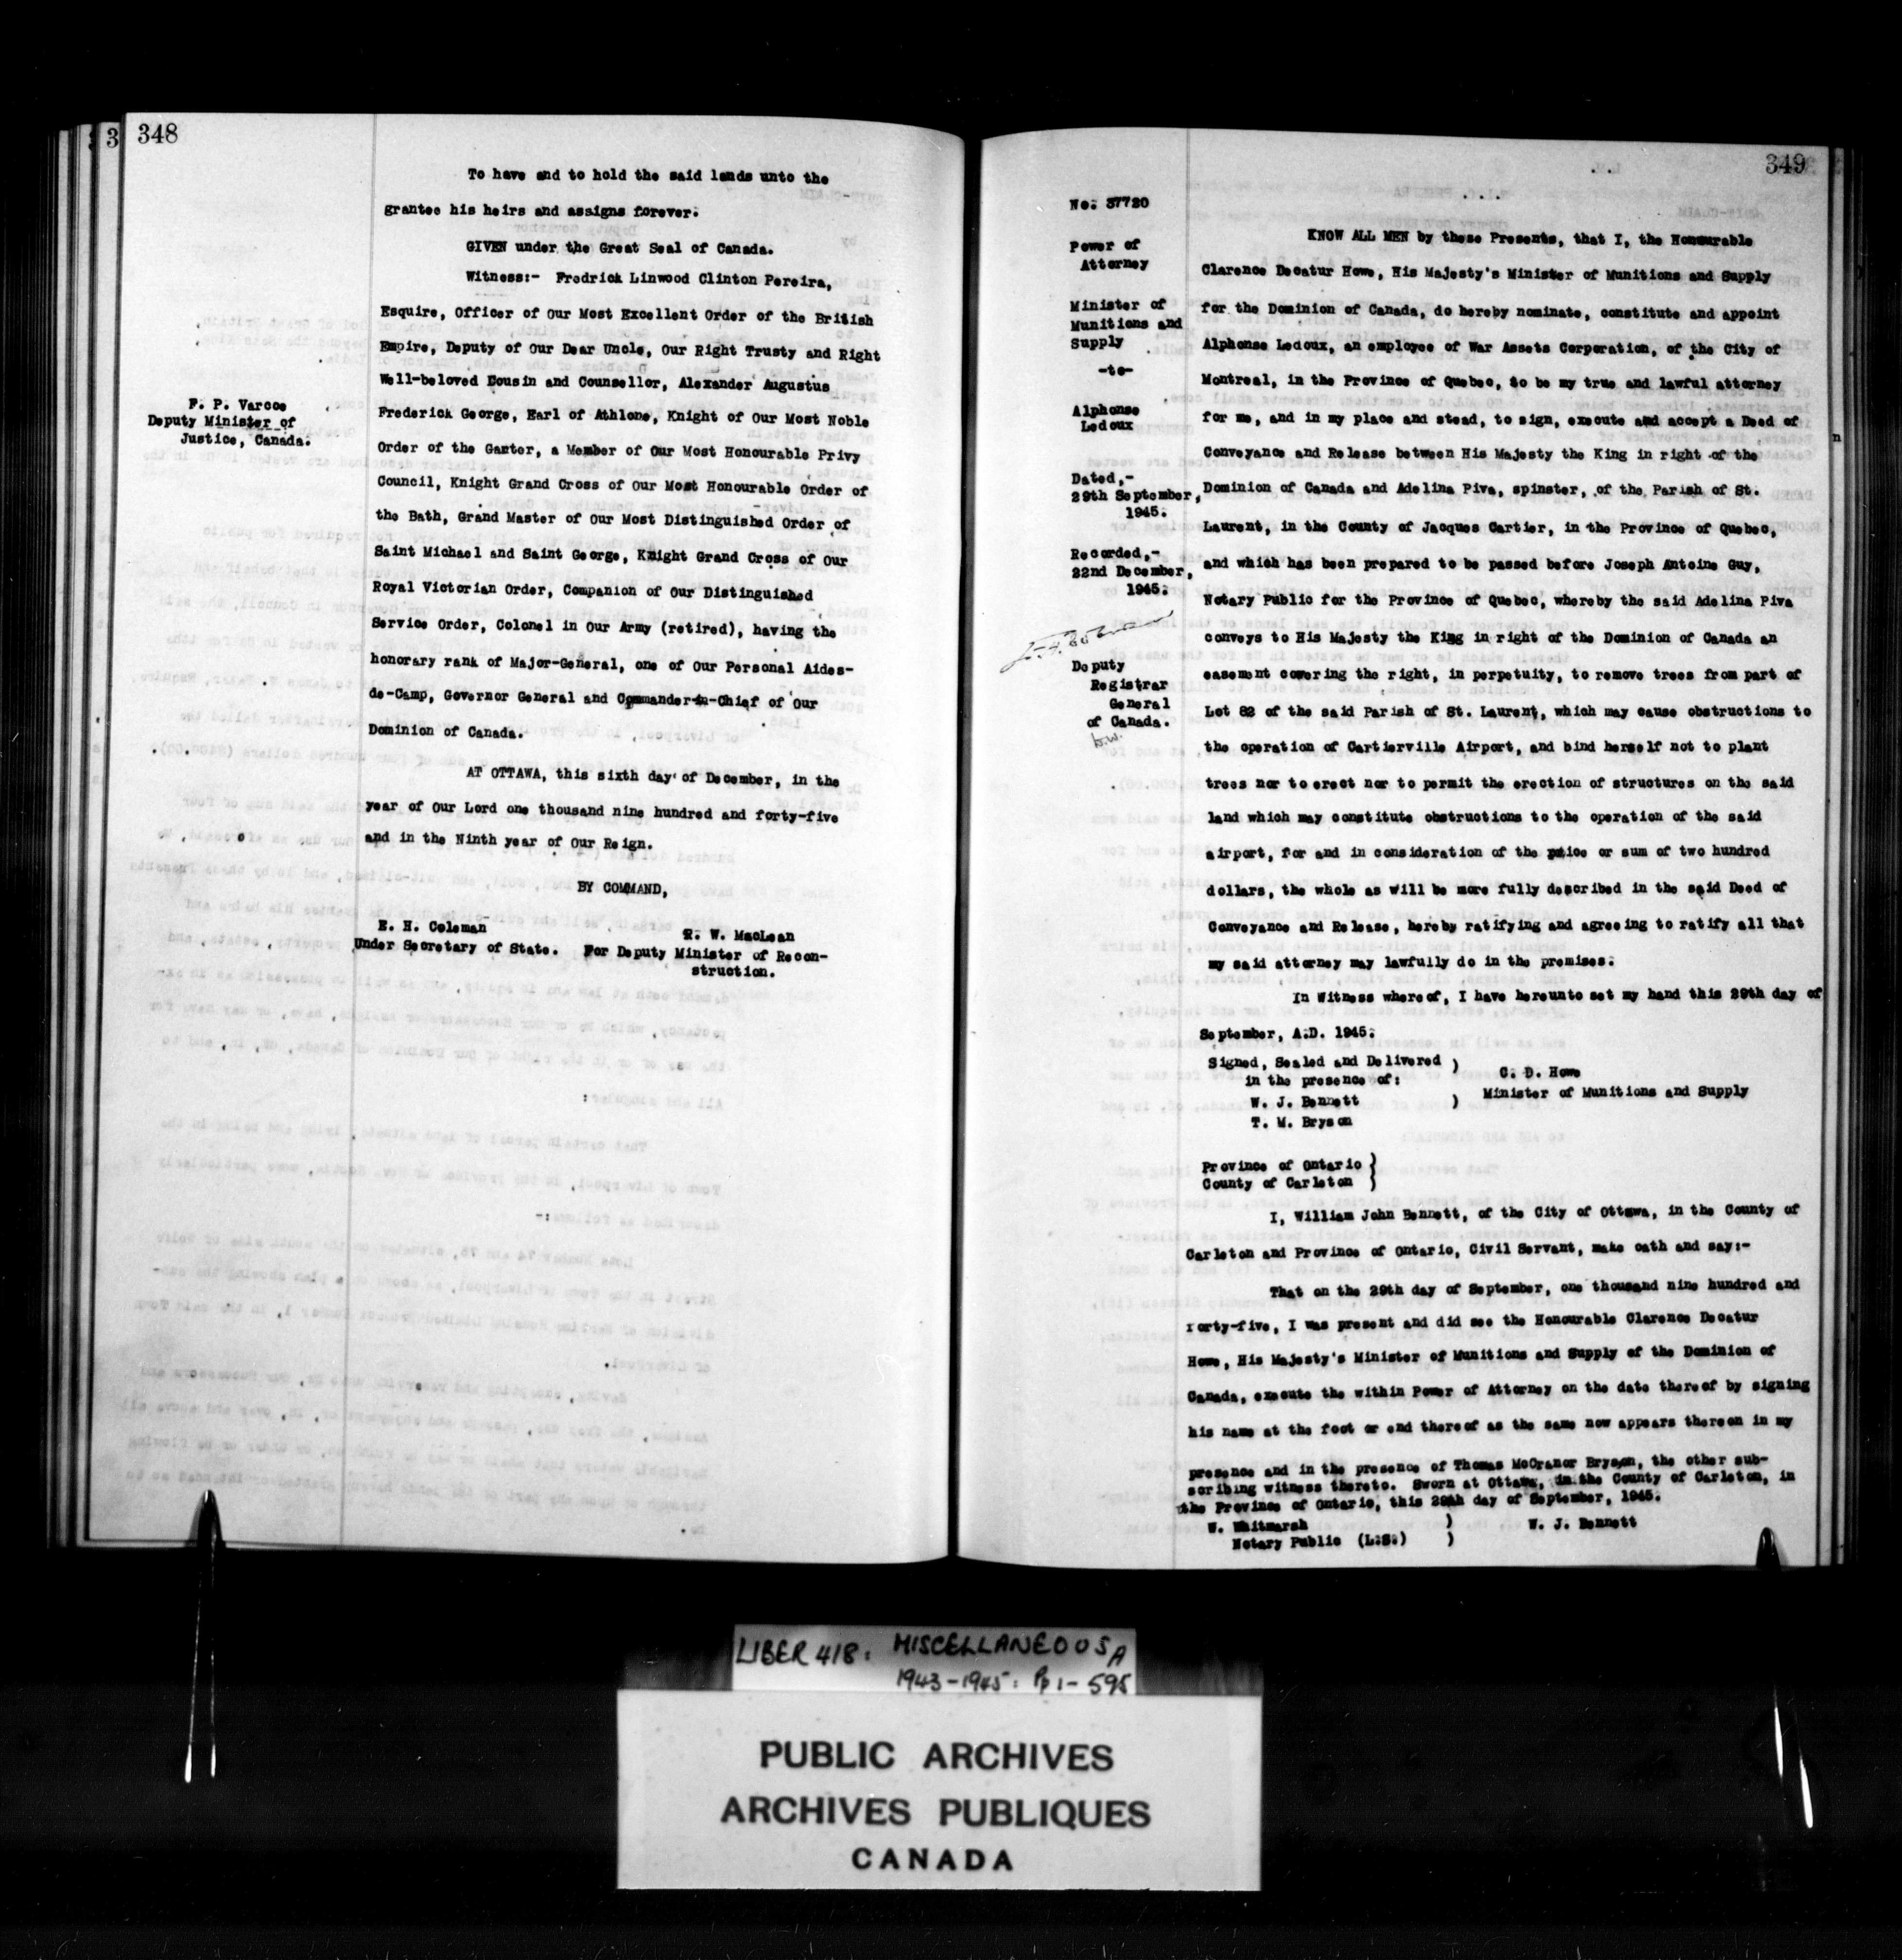 348
To have and to hold the said lands unto the
grantee his heirs and assigns forever.
GIVEN under the Great Seal of Canada.
Witness:- Fredrick Linwood Clinton Pereira,
Esquire, Officer of Our Most Excellent Order of the British
Empire, Deputy of Our Dear Uncle, Our Right Trusty and Right
Well-beloved Cousin and Counsellor, Alexander Augustus
Frederick George, Earl of Athlone, Knight of Our Most Noble
Order of the Garter, a Member of Our Most Honourable Privy
Council, Knight Grand Cross of Our Most Honourable Order of
the Bath, Grand Master of Our Most Distinguished Order of
Saint Michael and Saint George, Knight Grand Cross of Our
Royal Victorian Order, Companion of Our Distinguished
Service Order, Colonel in Our Army (retired), having the
honorary rank of Major-General, one of Our Personal Aides-
de-Camp, Governor General and Commander-in-Chief of Our
Dominion of Canada.
F. P. Varcoe
Deputy Minister of
Justice, Canada.
AT OTTAWA, this sixth day of December, in the
year of Our Lord one thousand nine hundred and forty-five
and in the Ninth year of Our Reign.
BY COMMAND,
E. H. Coleman
Under Secretary of State.
R. W. MacLean
For Deputy Minister of Recon-
struction.
349
No. 37720
Power of
Attorney
Minister of
Munitions and
Supply
-to-
Alphonse
Ledoux
Dated,-
29th September,
1945.
Recorded,-
22nd December,
1945.
Deputy
Registrar
General
of Canada.
b.w.
KNOW ALL MEN by these Presents, that I, the Honourable
Clarence Decatur Howe, His Majesty's Minister of Munitions and Supply
for the Dominion of Canada, do hereby nominate, constitute and appoint
Alphonse Ledoux, an employee of War Assets Corporation, of the City of
Montreal, in the Province of Quebec, to be my true and lawful attorney
for me, and in my place and stead, to sign, execute and accept a Deed of
Conveyance and Release between His Majesty the King in right of the
Dominion of Canada and Adelina Piva, spinster, of the Parish of St.
Laurent, in the County of Jacques Cartier, in the Province of Quebec,
and which has been prepared to be passed before Joseph Antoine Guy,
Notary Public for the Province of Quebec, whereby the said Adelina Piva
conveys to His Majesty the King in right of the Dominion of Canada an
easement covering the right, in perpetuity, to remove trees from part of
Lot 82 of the said Parish of St. Laurent, which may cause obstructions to
the operation of Cartierville Airport, and bind herself not to plant
trees nor to erect nor to permit the erection of structures on the said
land which may constitute obstructions to the operation of the said
airport, for and in consideration of the price or sum of two hundred
dollars, the whole as will be more fully described in the said Deed of
Conveyance and Release, hereby ratifying and agreeing to ratify all that
my said attorney may lawfully do in the premises.
In Witness whereof, I have hereunto set my hand this 29th day of
September, A.D. 1945.
Signed, Sealed and Delivered )
in the presence of:
W. J. Bennett )
T. M. Bryson
C. D. Howe
Minister of Munitions and Supply
Province of Ontario }
County of Carleton }
I, William John Bennett, of the City of Ottawa, in the County of
Carleton and Province of Ontario, Civil Servant, make oath and say:-
That on the 29th day of September, one thousand nine hundred and
forty-five, I was present and did see the Honourable Clarence Decatur
Howe, His Majesty's Minister of Munitions and Supply of the Dominion of
Canada, execute the within Power of Attorney on the date thereof by signing
his name at the foot or end thereof as the same now appears thereon in my
presence and in the presence of Thomas McCranor Bryson, the other sub-
scribing witness thereto. Sworn at Ottawa, in the County of Carleton, in
the Province of Ontario, this 29th day of September, 1945.
W. Whitmarsh )
Notary Public (L.S.) )
W. J. Bennett
LIBER 418: MISCELLANEOUS A
1943-1945: Pp 1-595
PUBLIC ARCHIVES
ARCHIVES PUBLIQUES
CANADA